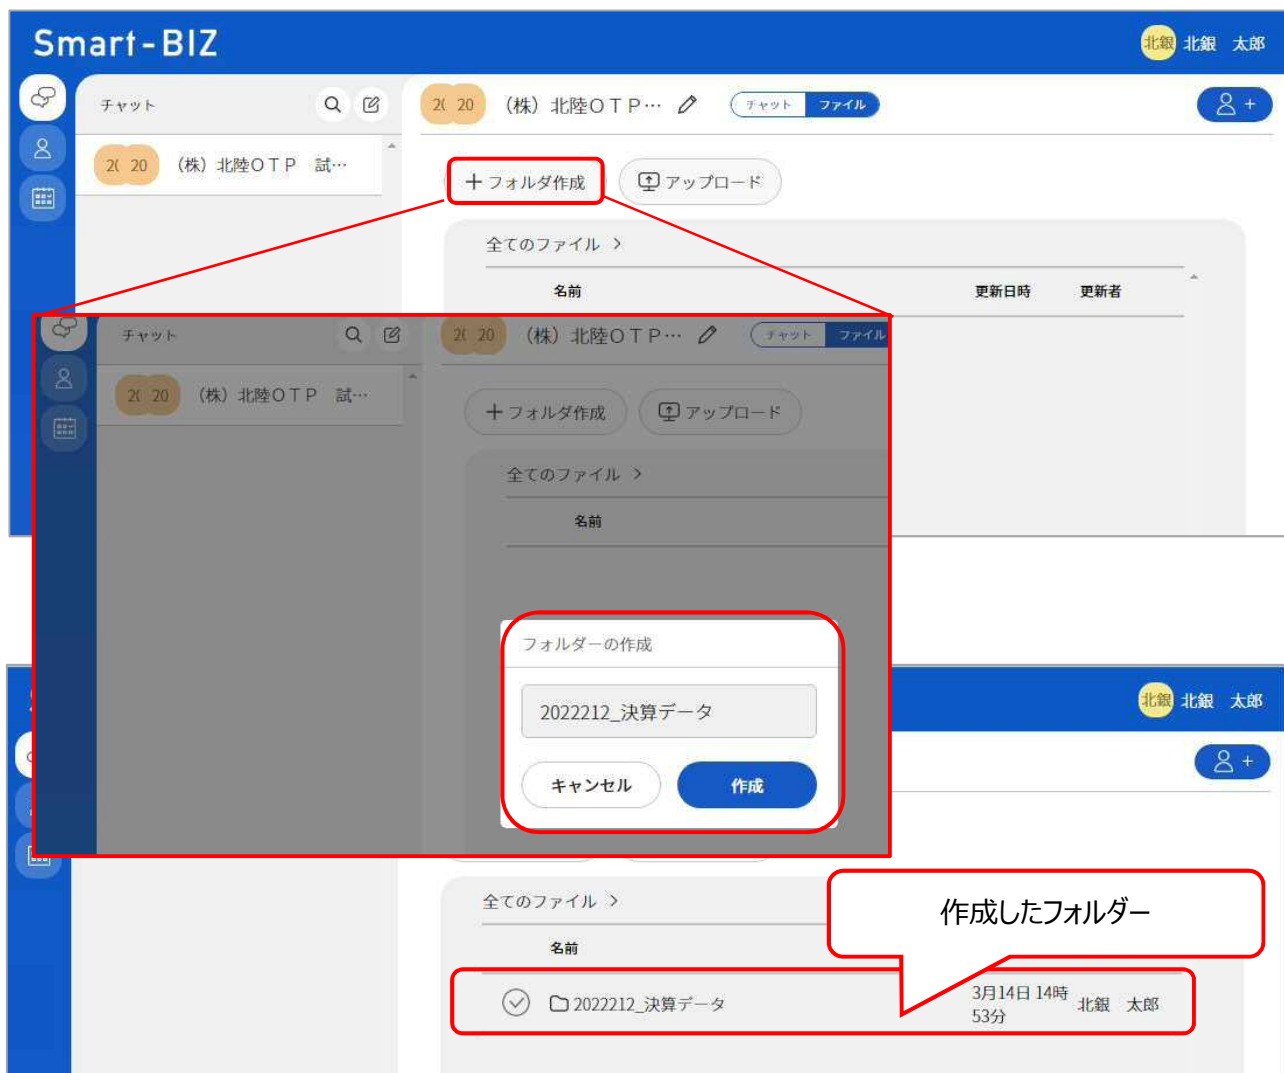 Smart-BIZ
北銀 北銀 太郎
チャット
20 (株)北陸OTP… チャット ファイル
20 (株)北陸OTP 試…
+フォルダ作成 アップロード
全てのファイル >
名前 更新日時 更新者
チャット
20 (株)北陸OTP… チャット ファイル
20 (株)北陸OTP 試…
+フォルダ作成 アップロード
全てのファイル >
名前
フォルダーの作成
2022212_決算データ
キャンセル 作成
北銀 北銀 太郎
全てのファイル >
作成したフォルダー
名前
2022212_決算データ 3月14日 14時
53分 北銀 太郎